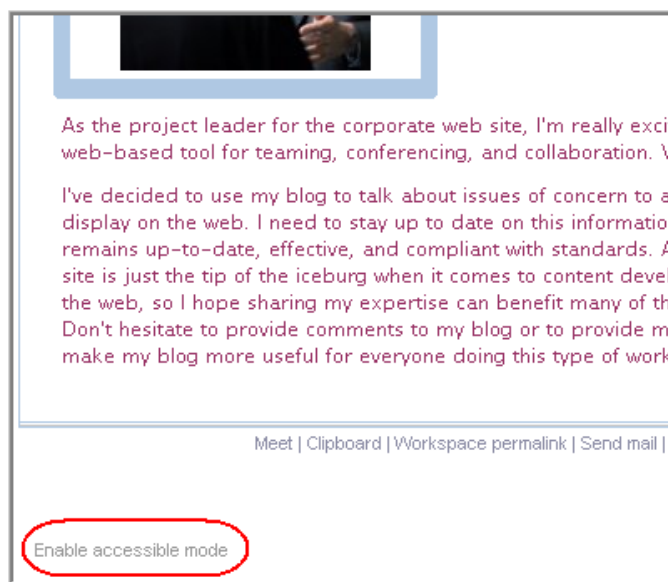 As the project leader for the corporate web site, I'm really exci
web-based tool for teaming, conferencing, and collaboration. V
I've decided to use my blog to talk about issues of concern to a
display on the web. I need to stay up to date on this informatio
remains up-to-date, effective, and compliant with standards. A
site is just the tip of the iceburg when it comes to content deve
the web, so I hope sharing my expertise can benefit many of th
Don't hesitate to provide comments to my blog or to provide m
make my blog more useful for everyone doing this type of work
Meet | Clipboard | Workspace permalink | Send mail |
Enable accessible mode